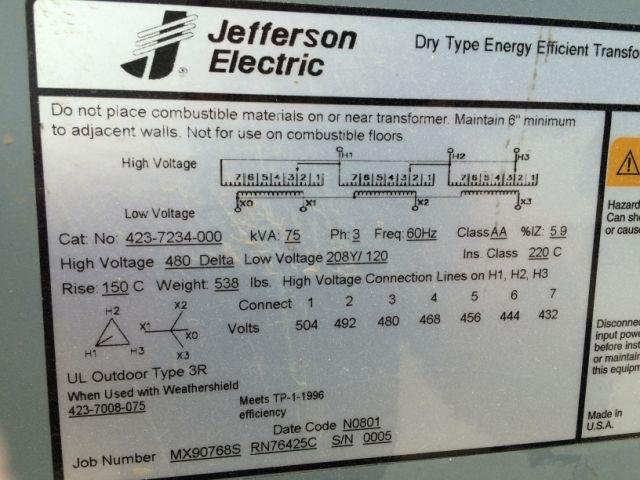 Jefferson
Electric
®
Dry Type Energy Efficient Transfo
Do not place combustible materials on or near transformer. Maintain 6" minimum
to adjacent walls. Not for use on combustible floors.
High Voltage H1 H2 H3
7 6 5 4 3 2 1 7 6 5 4 3 2 1 7 6 5 4 3 2 1
Low Voltage X0 X1 X2 X3
Cat. No: 423-7234-000 kVA: 75 Ph: 3 Freq: 60Hz Class AA %IZ: 5.9
High Voltage 480 Delta Low Voltage 208Y/ 120 Ins. Class 220 C
Rise: 150 C Weight: 538 lbs. High Voltage Connection Lines on H1, H2, H3
Connect 1 2 3 4 5 6 7
Volts 504 492 480 468 456 444 432
H2 X2
X1 X0
H1 H3 X3
UL Outdoor Type 3R
When Used with Weathershield
423-7008-075
Meets TP-1-1996
efficiency
Date Code N0801
Job Number MX90768S RN76425C S/N 0005
Hazard
Can sho
or cause
Disconnec
input powe
before inst
or maintain
this equipm
Made in
U.S.A.